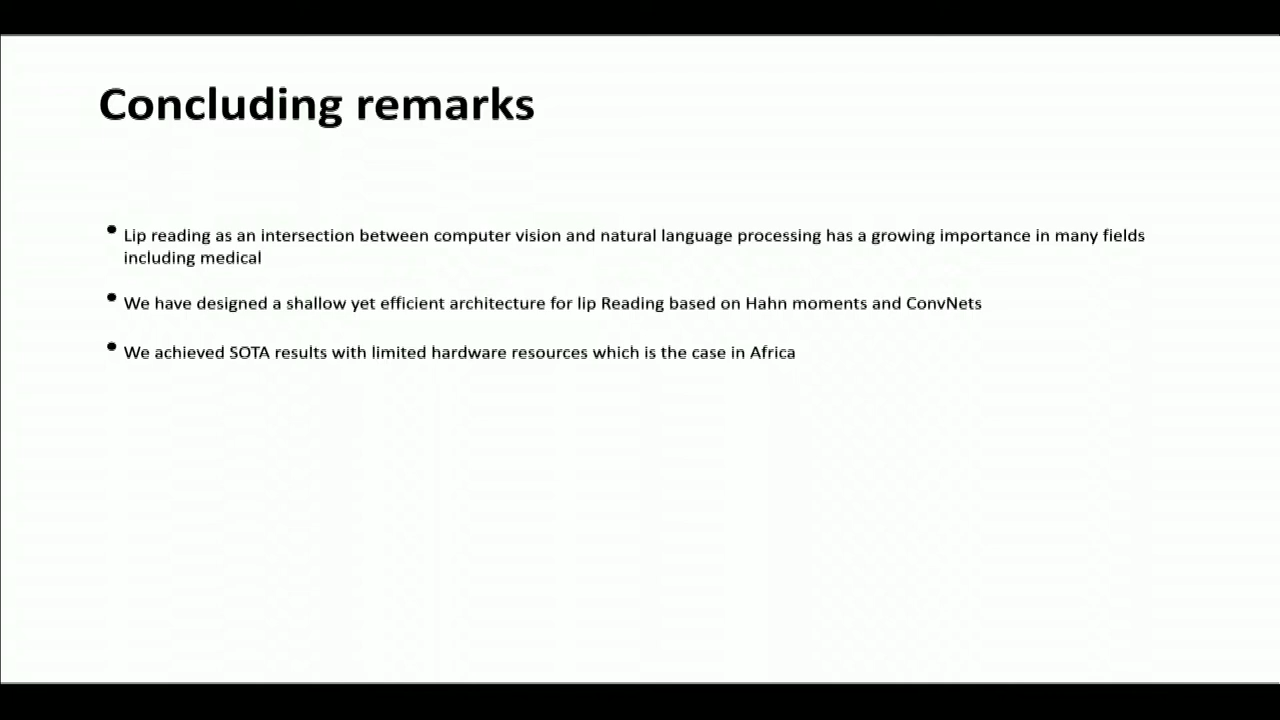 Concluding remarks
• Lip reading as an intersection between computer vision and natural language processing has a growing importance in many fields
including medical
• We have designed a shallow yet efficient architecture for lip Reading based on Hahn moments and ConvNets
• We achieved SOTA results with limited hardware resources which is the case in Africa